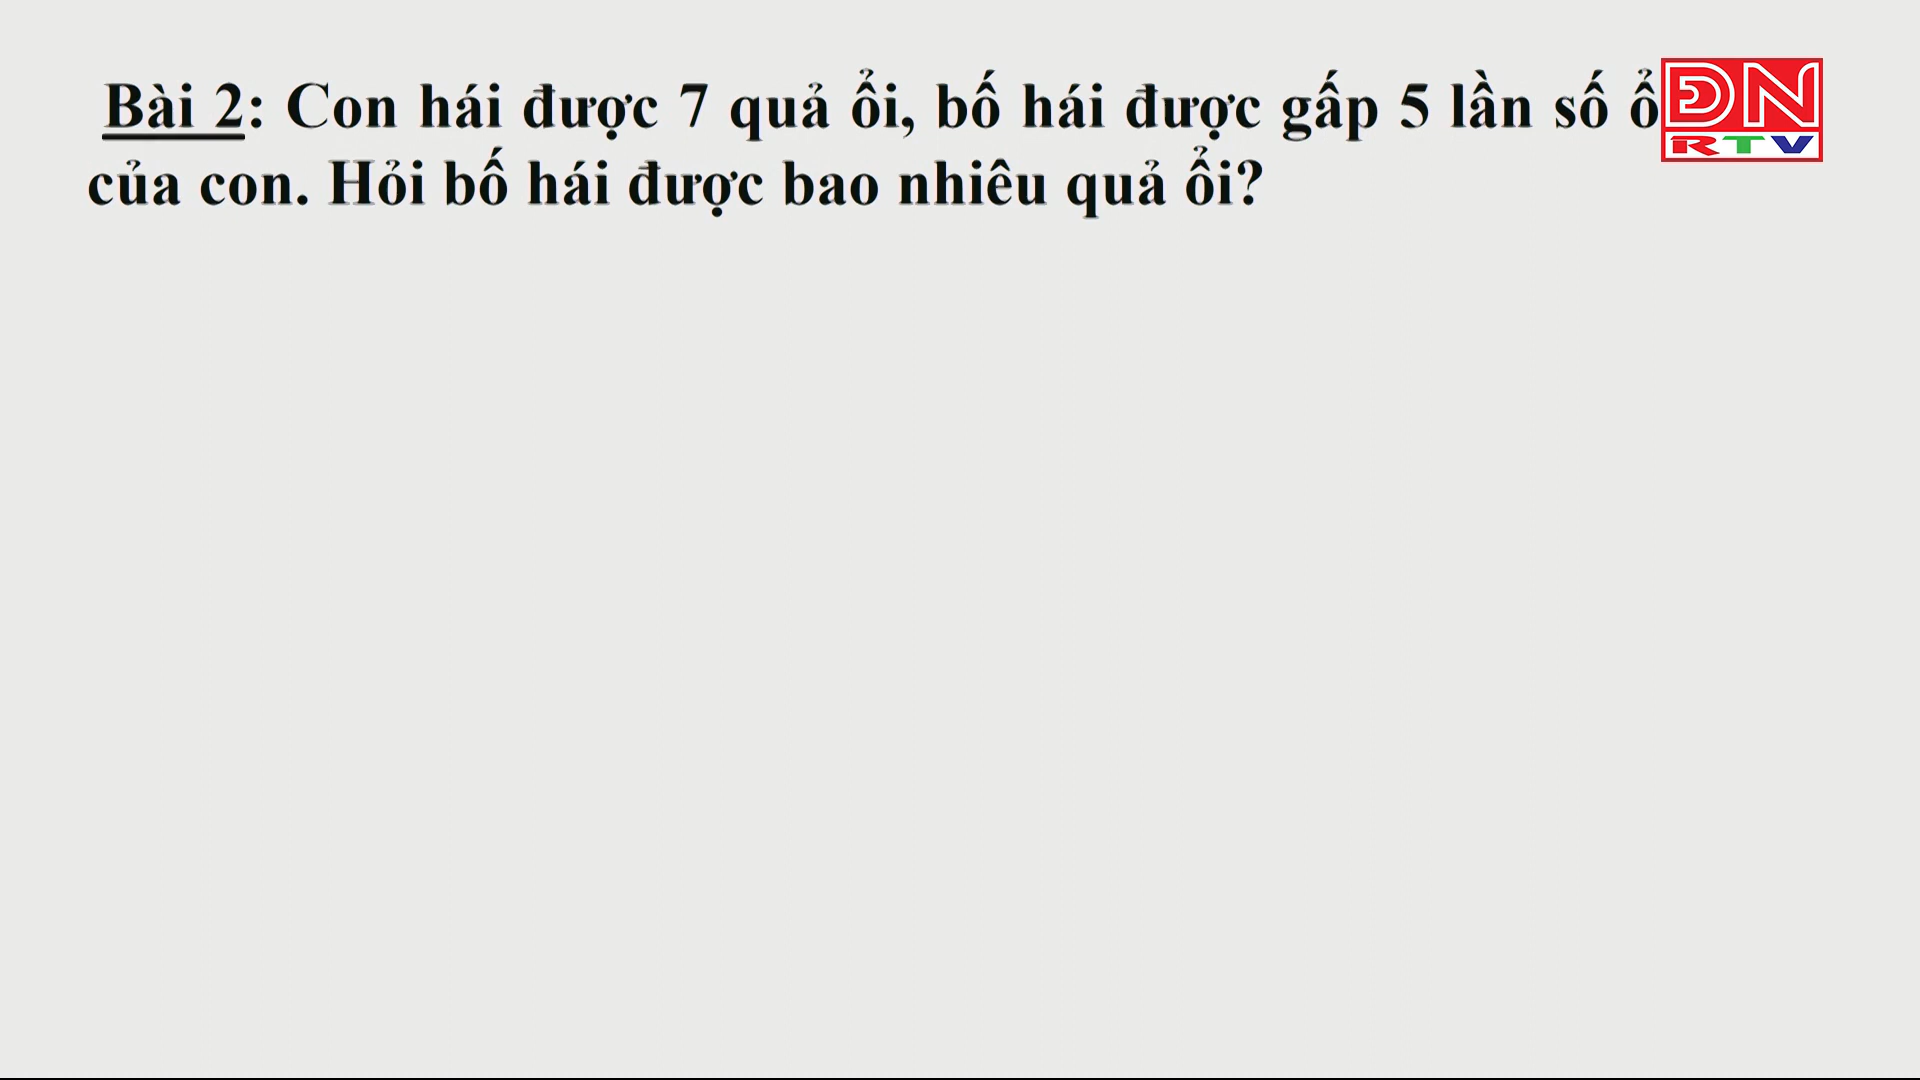 Bài 2: Con hái được 7 quả ổi, bố hái được gấp 5 lần số
của con. Hỏi bố hái được bao nhiêu quả ổi?
ĐN
RTV